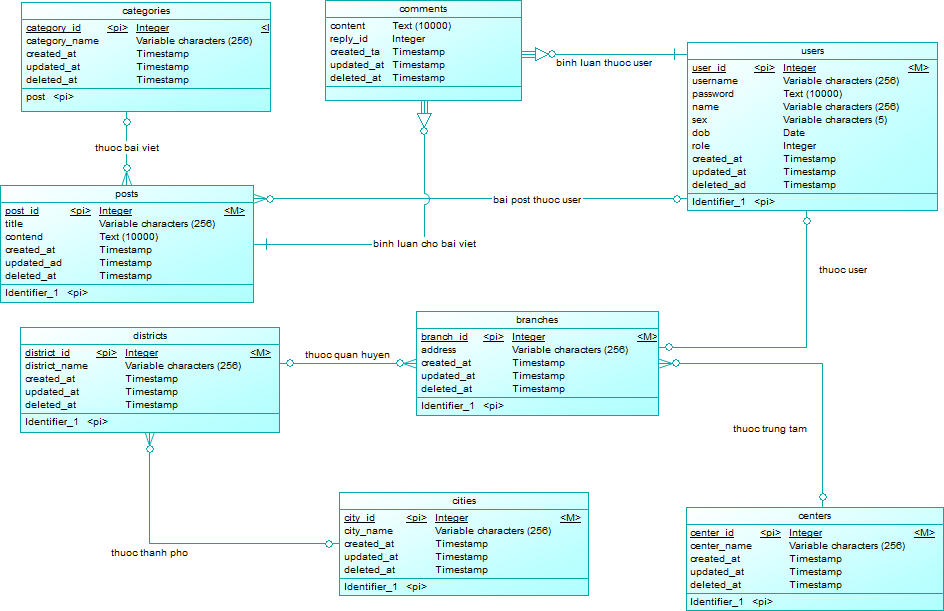 categories
category_id <pi> Integer <I
category_name Variable characters (256)
created_at Timestamp
updated_at Timestamp
deleted_at Timestamp
post <pi>
comments
content Text (10000)
reply_id Integer
created_ta Timestamp
updated_at Timestamp
deleted_at Timestamp
binh luan thuoc user
users
user_id <pi> Integer <M>
username Variable characters (256)
password Text (10000)
name Variable characters (256)
sex Variable characters (5)
dob Date
role Integer
created_at Timestamp
updated_at Timestamp
deleted_ad Timestamp
Identifier_1 <pi>
thuoc bai viet
posts
post_id <pi> Integer <M>
title Variable characters (256)
contend Text (10000)
created_at Timestamp
updated_ad Timestamp
deleted_at Timestamp
Identifier_1 <pi>
bai post thuoc user
binh luan cho bai viet
thuoc user
districts
district_id <pi> Integer <M>
district_name Variable characters (256)
created_at Timestamp
updated_at Timestamp
deleted_at Timestamp
Identifier_1 <pi>
thuoc quan huyen
branches
branch_id <pi> Integer <M>
address Variable characters (256)
created_at Timestamp
updated_at Timestamp
deleted_at Timestamp
Identifier_1 <pi>
thuoc trung tam
thuoc thanh pho
cities
city_id <pi> Integer <M>
city_name Variable characters (256)
created_at Timestamp
updated_at Timestamp
deleted_at Timestamp
Identifier_1 <pi>
centers
center_id <pi> Integer <M>
center_name Variable characters (256)
created_at Timestamp
updated_at Timestamp
deleted_at Timestamp
Identifier_1 <pi>